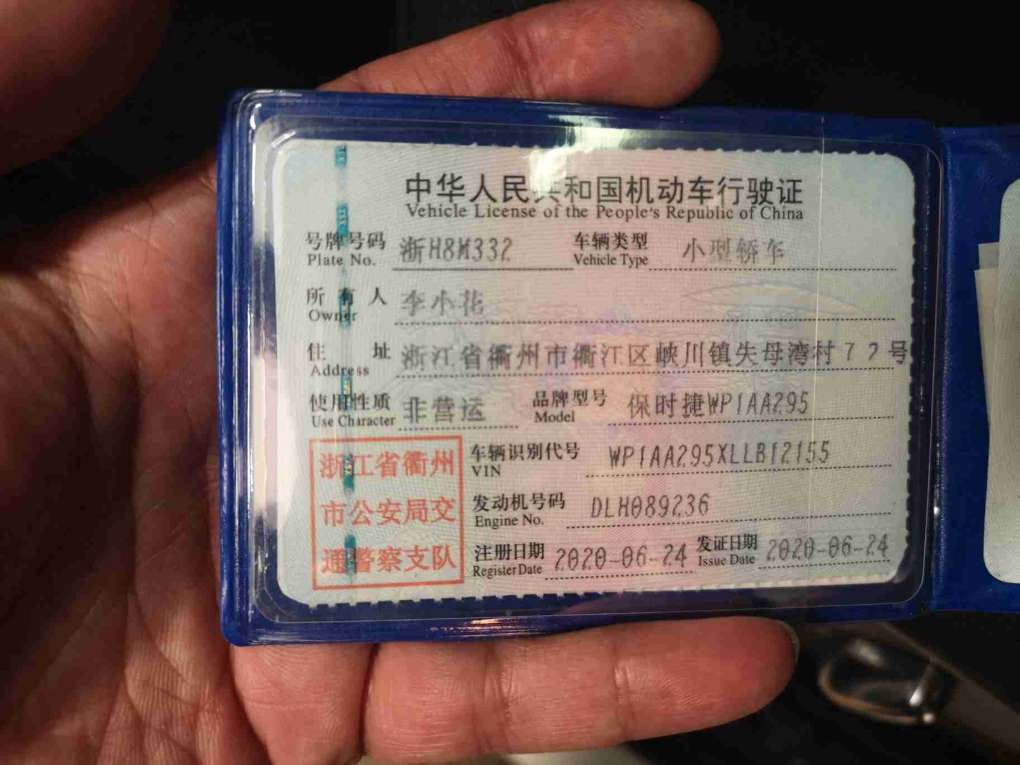 中华人民共和国机动车行驶证
Vehicle License of the People's Republic of China
号牌号码 浙H8M332 车辆类型 小型轿车
Plate No. Vehicle Type
所有人 李小花
Owner
住址 浙江省衢州市衢江区峡川镇失母湾村72号
Address
使用性质 非营运 品牌型号 保时捷WP1AA295
Use Character Model
浙江省衢州
市公安局交
通警察支队
车辆识别代号 WP1AA295XLLB12155
VIN
发动机号码 DLH089236
Engine No.
注册日期 2020-06-24 发证日期 2020-06-24
Register Date Issue Date